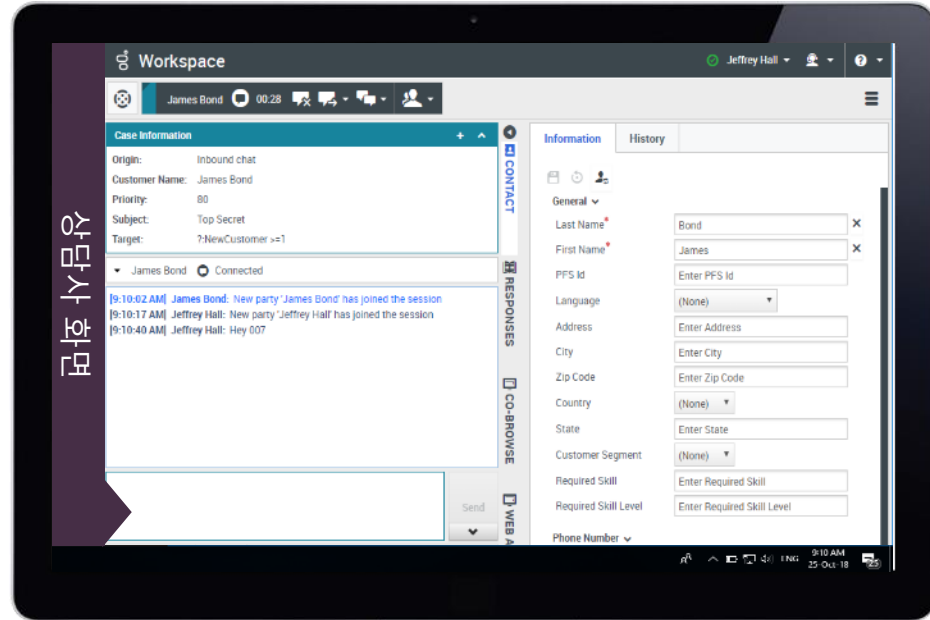 상담사 화면
Workspace
Jeffrey Hall
James Bond 00:28
Case Information
Origin: Inbound chat
Customer Name: James Bond
Priority: 80
Subject: Top Secret
Target: ?:NewCustomer >=1
James Bond Connected
[9:10:02 AM] James Bond: New party 'James Bond' has joined the session
[9:10:17 AM] Jeffrey Hall: New party 'Jeffrey Hall' has joined the session
[9:10:40 AM] Jeffrey Hall: Hey 007
Send
CONTACT
RESPONSES
CO-BROWSE
WEB A
Information History
General
Last Name* Bond
First Name* James
PFS Id Enter PFS Id
Language (None)
Address Enter Address
City Enter City
Zip Code Enter Zip Code
Country (None)
State Enter State
Customer Segment (None)
Required Skill Enter Required Skill
Required Skill Level Enter Required Skill Level
Phone Number
ENG
9:10 AM
25-Oct-18
25